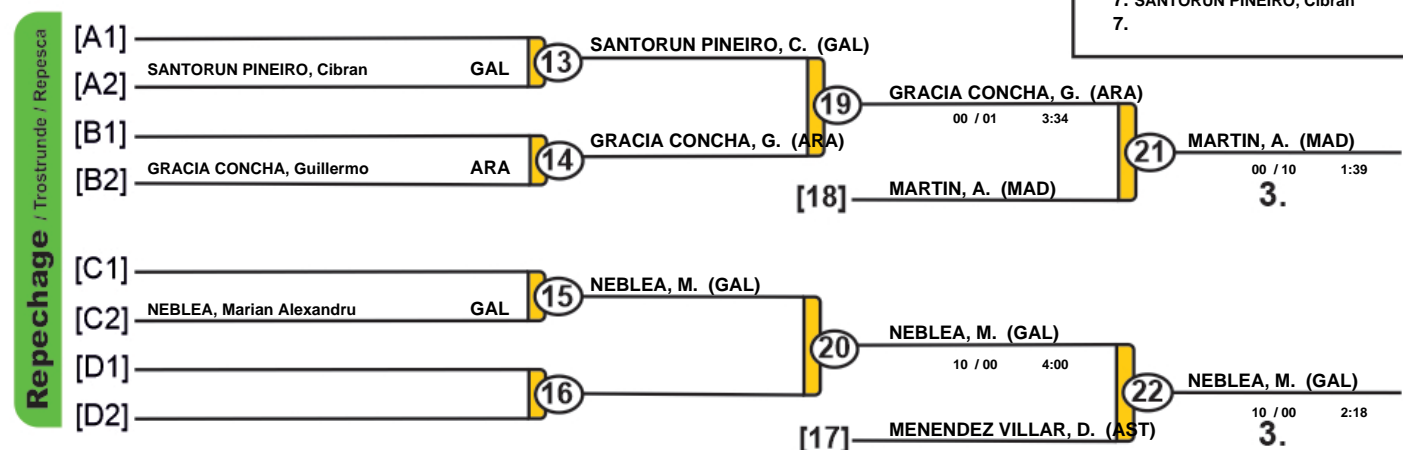 7. SANTORUN PINEIRO, Cibran
7.
Repechage / Trostrunde / Repesca
[A1]
SANTORUN PINEIRO, Cibran GAL
[A2]
13
SANTORUN PINEIRO, C. (GAL)
[B1]
GRACIA CONCHA, Guillermo ARA
[B2]
14
GRACIA CONCHA, G. (ARA)
19
GRACIA CONCHA, G. (ARA)
00 / 01 3:34
[18]
MARTIN, A. (MAD)
21
MARTIN, A. (MAD)
00 / 10 1:39
3.
[C1]
NEBLEA, Marian Alexandru GAL
[C2]
15
NEBLEA, M. (GAL)
[D1]
[D2]
16
20
NEBLEA, M. (GAL)
10 / 00 4:00
[17]
MENENDEZ VILLAR, D. (AST)
22
NEBLEA, M. (GAL)
10 / 00 2:18
3.